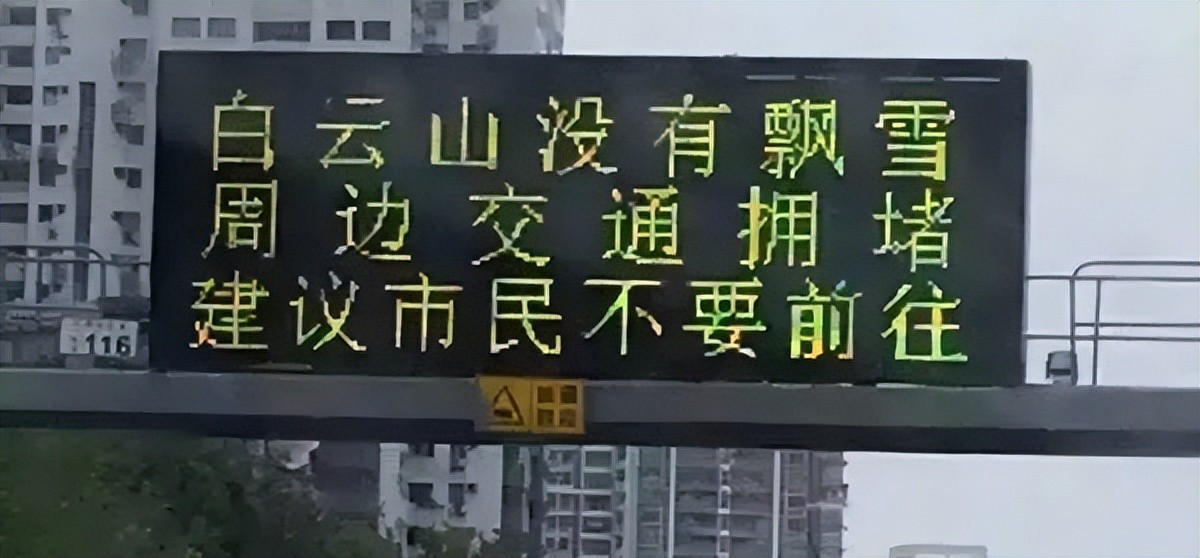 白云山没有飘雪
周边交通拥堵
建议市民不要前往
116